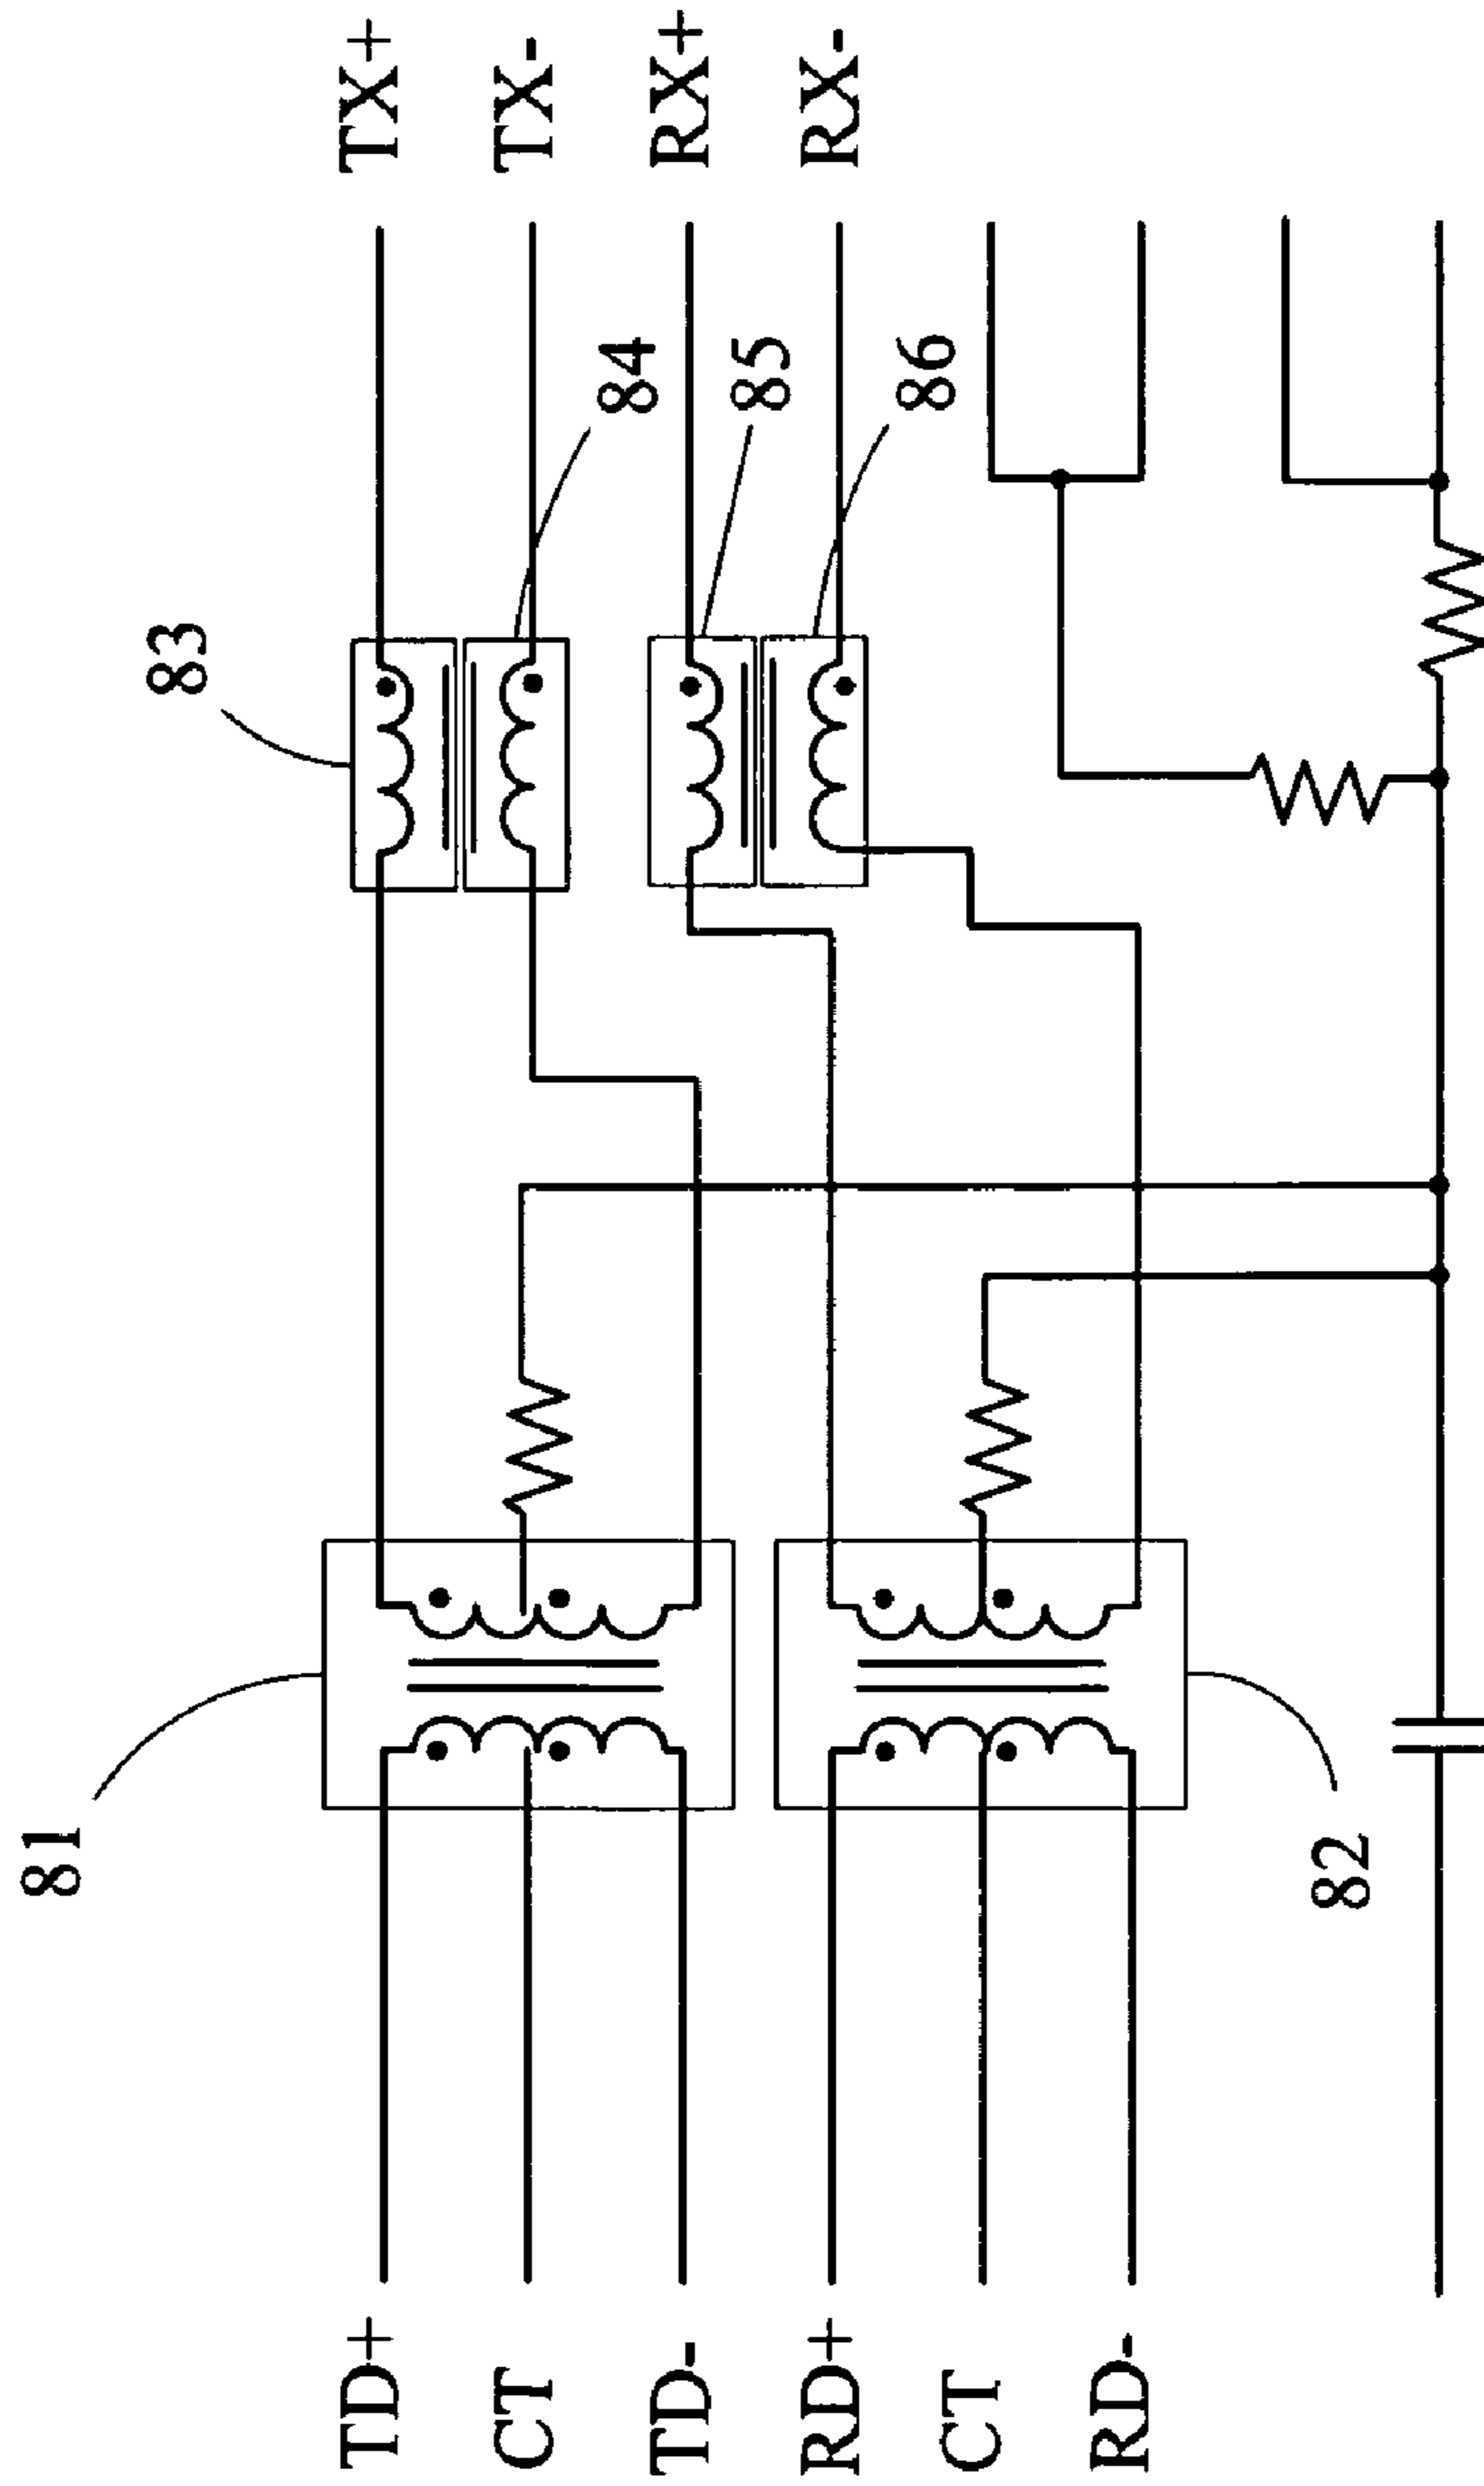 TX+
TX-
RX+
RX-
83
84
85
86
81
82
TD+
CT
TD-
RD+
CT
RD-